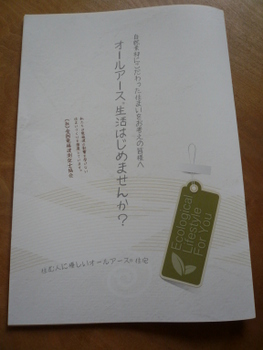 自然素材にこだわった住まいをお考えの皆様へ
オールアース、生活はじめませんか?
住む人に優しいオールアース住宅
Ecological
Lifestyle
For You